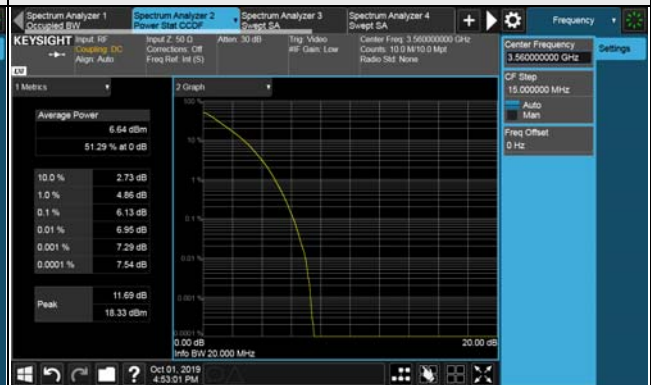 Spectrum Analyzer 1
Occupied BW
Spectrum Analyzer 2
Power Stat CCDF
Spectrum Analyzer 3
Swept SA
Spectrum Analyzer 4
Swept SA
Frequency
KEYSIGHT
Input: RF
Coupling: DC
Align: Auto
Input Z: 50 Ω
Corrections: Off
Freq Ref: Int (S)
Atten: 30 dB
Trig: Video
#IF Gain: Low
Center Freq: 3.560000000 GHz
Counts: 10.0 M/10.0 Mpt
Radio Std: None
Center Frequency
3.560000000 GHz
Settings
CF Step
15.000000 MHz
Auto
Man
Freq Offset
0 Hz
1 Metrics
2 Graph
Average Power
6.64 dBm
51.29 % at 0 dB
10.0 % 2.73 dB
1.0 % 4.86 dB
0.1 % 6.13 dB
0.01 % 6.95 dB
0.001 % 7.29 dB
0.0001 % 7.54 dB
Peak 11.69 dB
18.33 dBm
100 %
10 %
1 %
0.1 %
0.01 %
0.001 %
0.0001 %
0.00 dB
20.00 dB
Info BW 20.000 MHz
Oct 01, 2019
4:53:01 PM